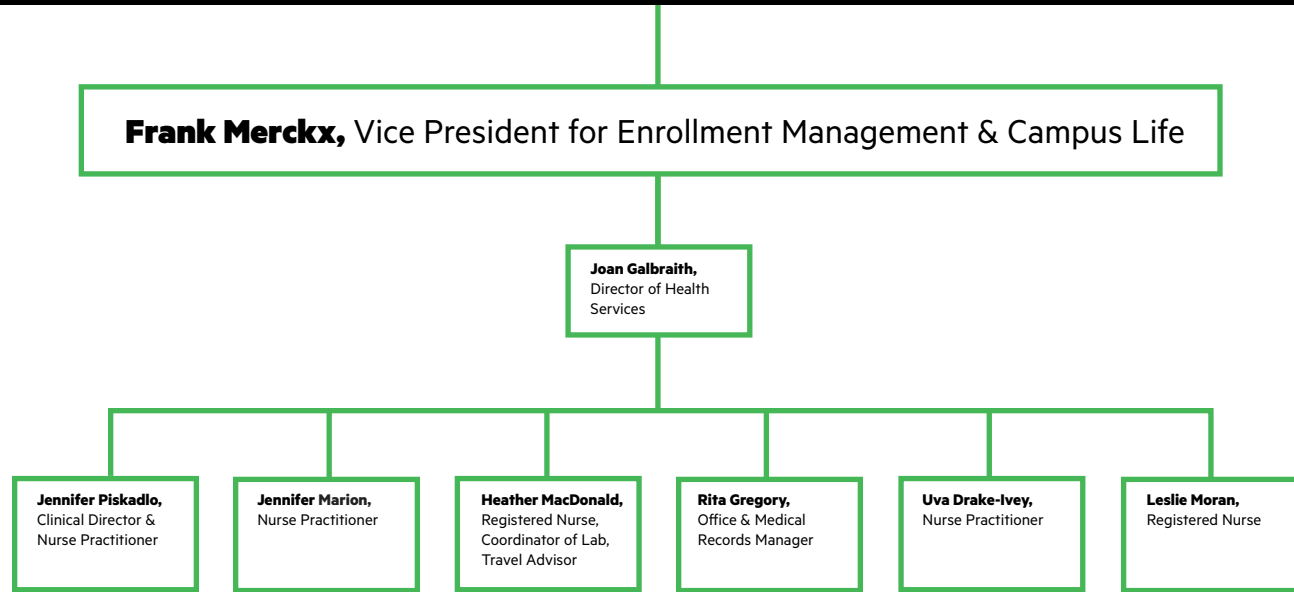 Frank Merckx, Vice President for Enrollment Management & Campus Life
Joan Galbraith,
Director of Health
Services
Jennifer Piskadlo,
Clinical Director &
Nurse Practitioner
Jennifer Marion,
Nurse Practitioner
Heather MacDonald,
Registered Nurse,
Coordinator of Lab,
Travel Advisor
Rita Gregory,
Office & Medical
Records Manager
Uva Drake-Ivey,
Nurse Practitioner
Leslie Moran,
Registered Nurse